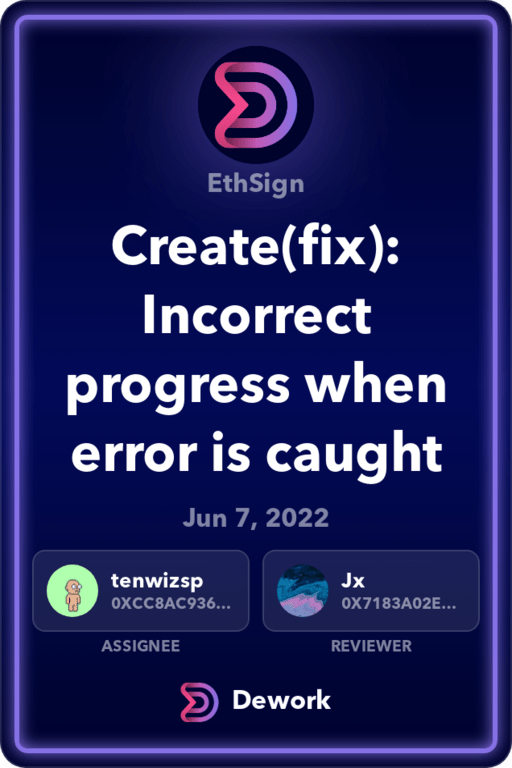 EthSign
Create(fix):
Incorrect
progress when
error is caught
Jun 7, 2022
tenwizsp
0XCC8AC936...
ASSIGNEE
Jx
0X7183A02E...
REVIEWER
Dework